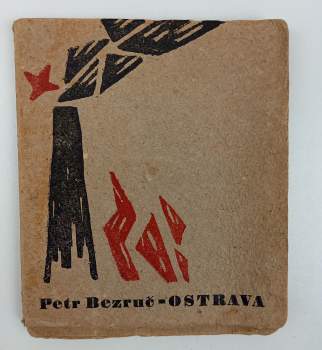 Petr Bezruč - OSTRAVA